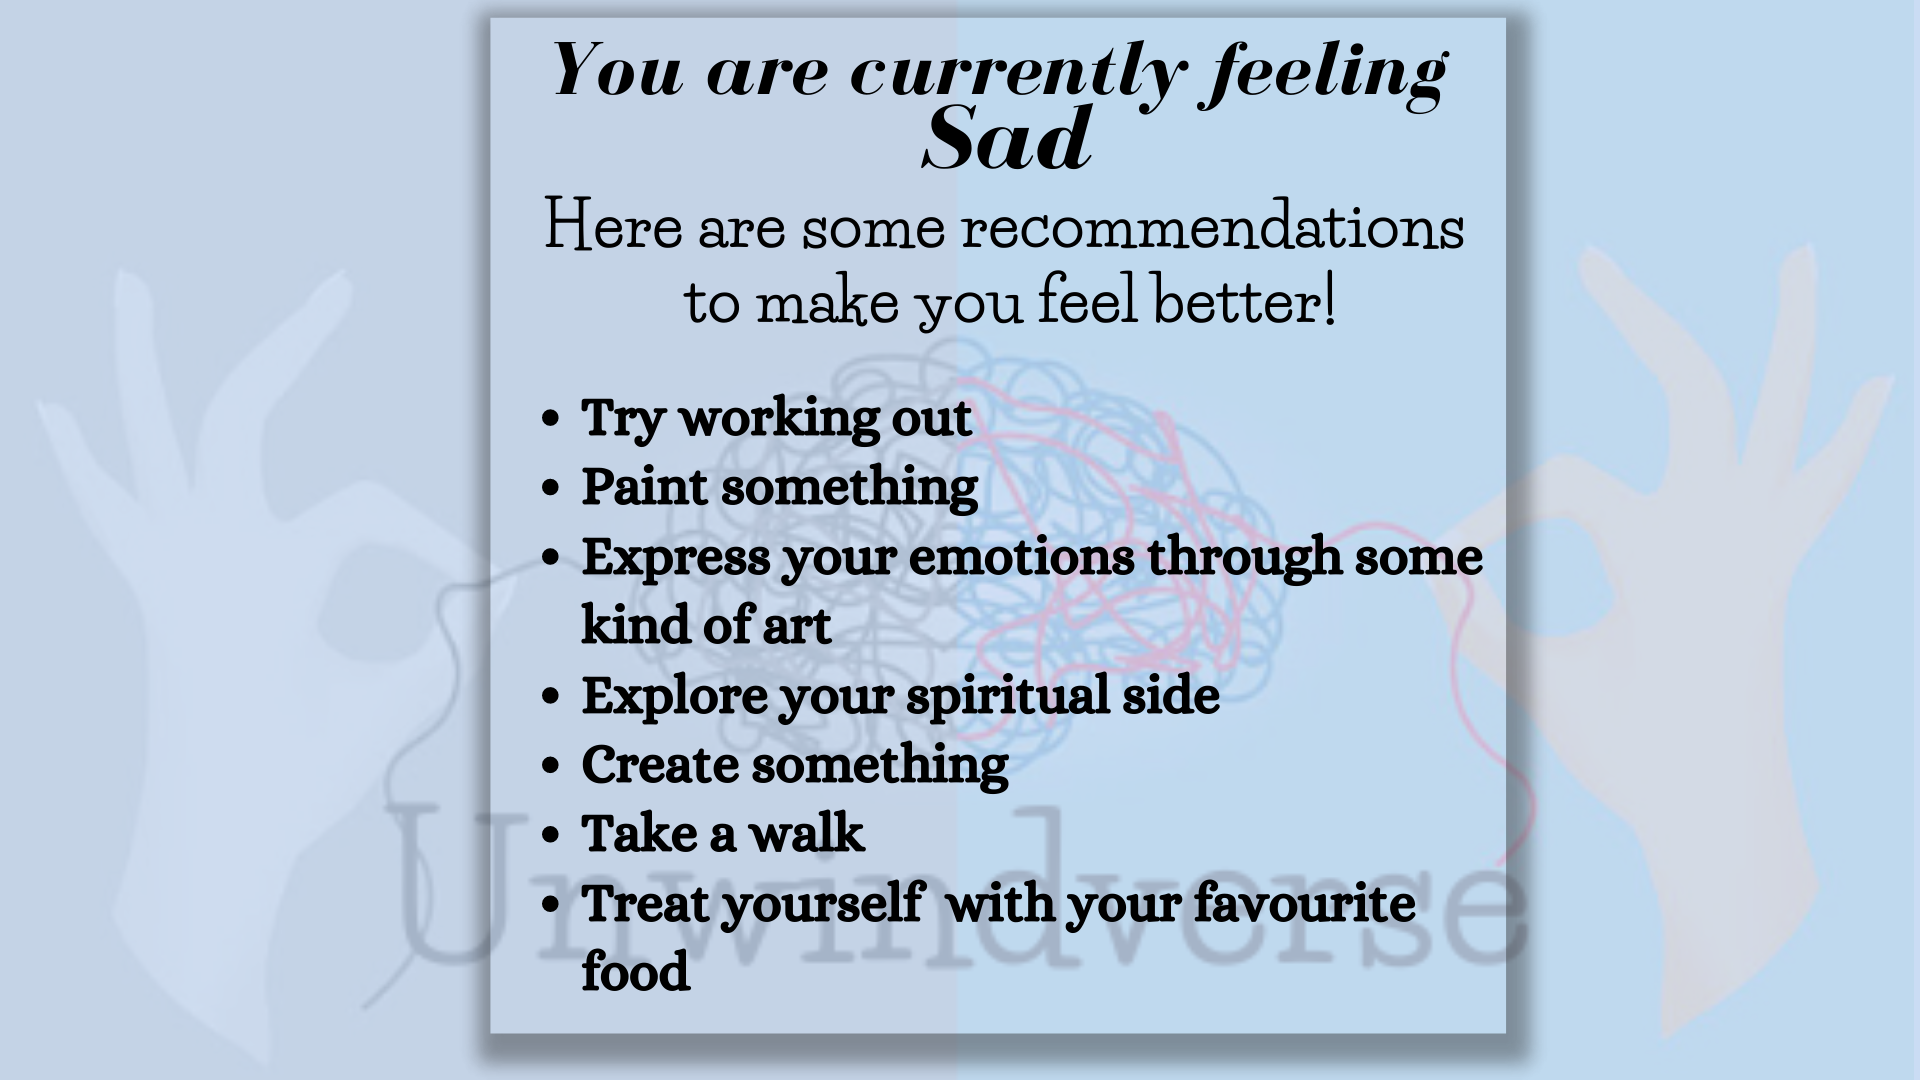 You are currently feeling
Sad
Here are some recommendations
to make you feel better!
• Try working out
• Paint something
• Express your emotions through some
kind of art
• Explore your spiritual side
• Create something
• Take a walk
• Treat yourself  with your favourite
food
Unwindverse